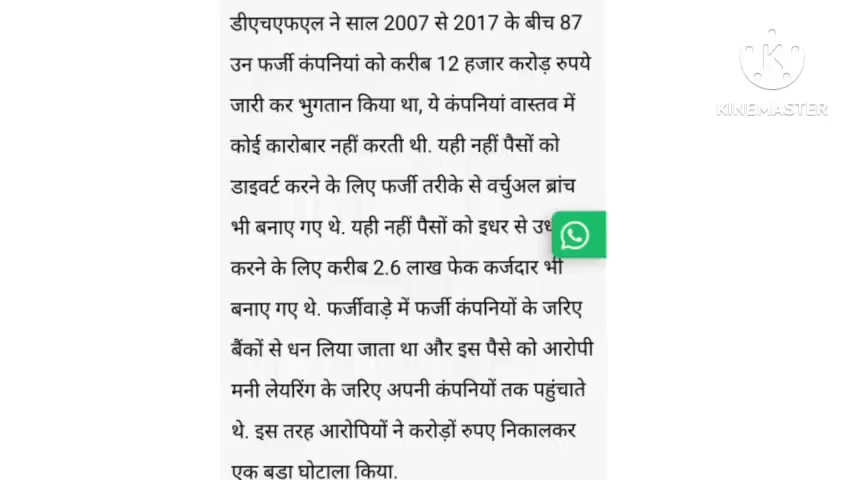 डीएचएफएल ने साल 2007 से 2017 के बीच 87
उन फर्जी कंपनियां को करीब 12 हजार करोड़ रुपये
जारी कर भुगतान किया था, ये कंपनियां वास्तव में
कोई कारोबार नहीं करती थी. यही नहीं पैसों को
डाइवर्ट करने के लिए फर्जी तरीके से वर्चुअल ब्रांच
भी बनाए गए थे. यही नहीं पैसों को इधर से
करने के लिए करीब 2.6 लाख फेक कर्जदार भी
बनाए गए थे. फर्जीवाड़े में फर्जी कंपनियों के जरिए
बैंकों से धन लिया जाता था और इस पैसे को आरोपी
मनी लेयरिंग के जरिए अपनी कंपनियों तक पहुंचाते
थे. इस तरह आरोपियों ने करोड़ों रुपए निकालकर
एक बडा घोटाला किया.
KINEMASTER